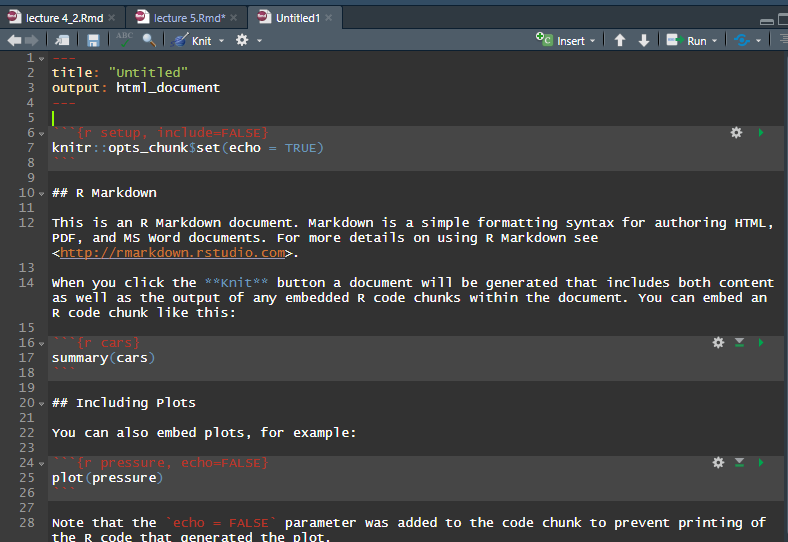 lecture 4_2.Rmd × lecture 5.Rmd* × Untitled1 ×
ABC Knit Insert Run
1 ---
2 title: "Untitled"
3 output: html_document
4 ---
5
6 ```{r setup, include=FALSE}
7 knitr::opts_chunk$set(echo = TRUE)
8 ```
9
10 ## R Markdown
11
12 This is an R Markdown document. Markdown is a simple formatting syntax for authoring HTML,
PDF, and MS Word documents. For more details on using R Markdown see
<http://rmarkdown.rstudio.com>.
13
14 When you click the **Knit** button a document will be generated that includes both content
as well as the output of any embedded R code chunks within the document. You can embed an
R code chunk like this:
15
16 ```{r cars}
17 summary(cars)
18 ```
19
20 ## Including Plots
21
22 You can also embed plots, for example:
23
24 ```{r pressure, echo=FALSE}
25 plot(pressure)
26 ```
27
28 Note that the `echo = FALSE` parameter was added to the code chunk to prevent printing of
the R code that generated the plot.